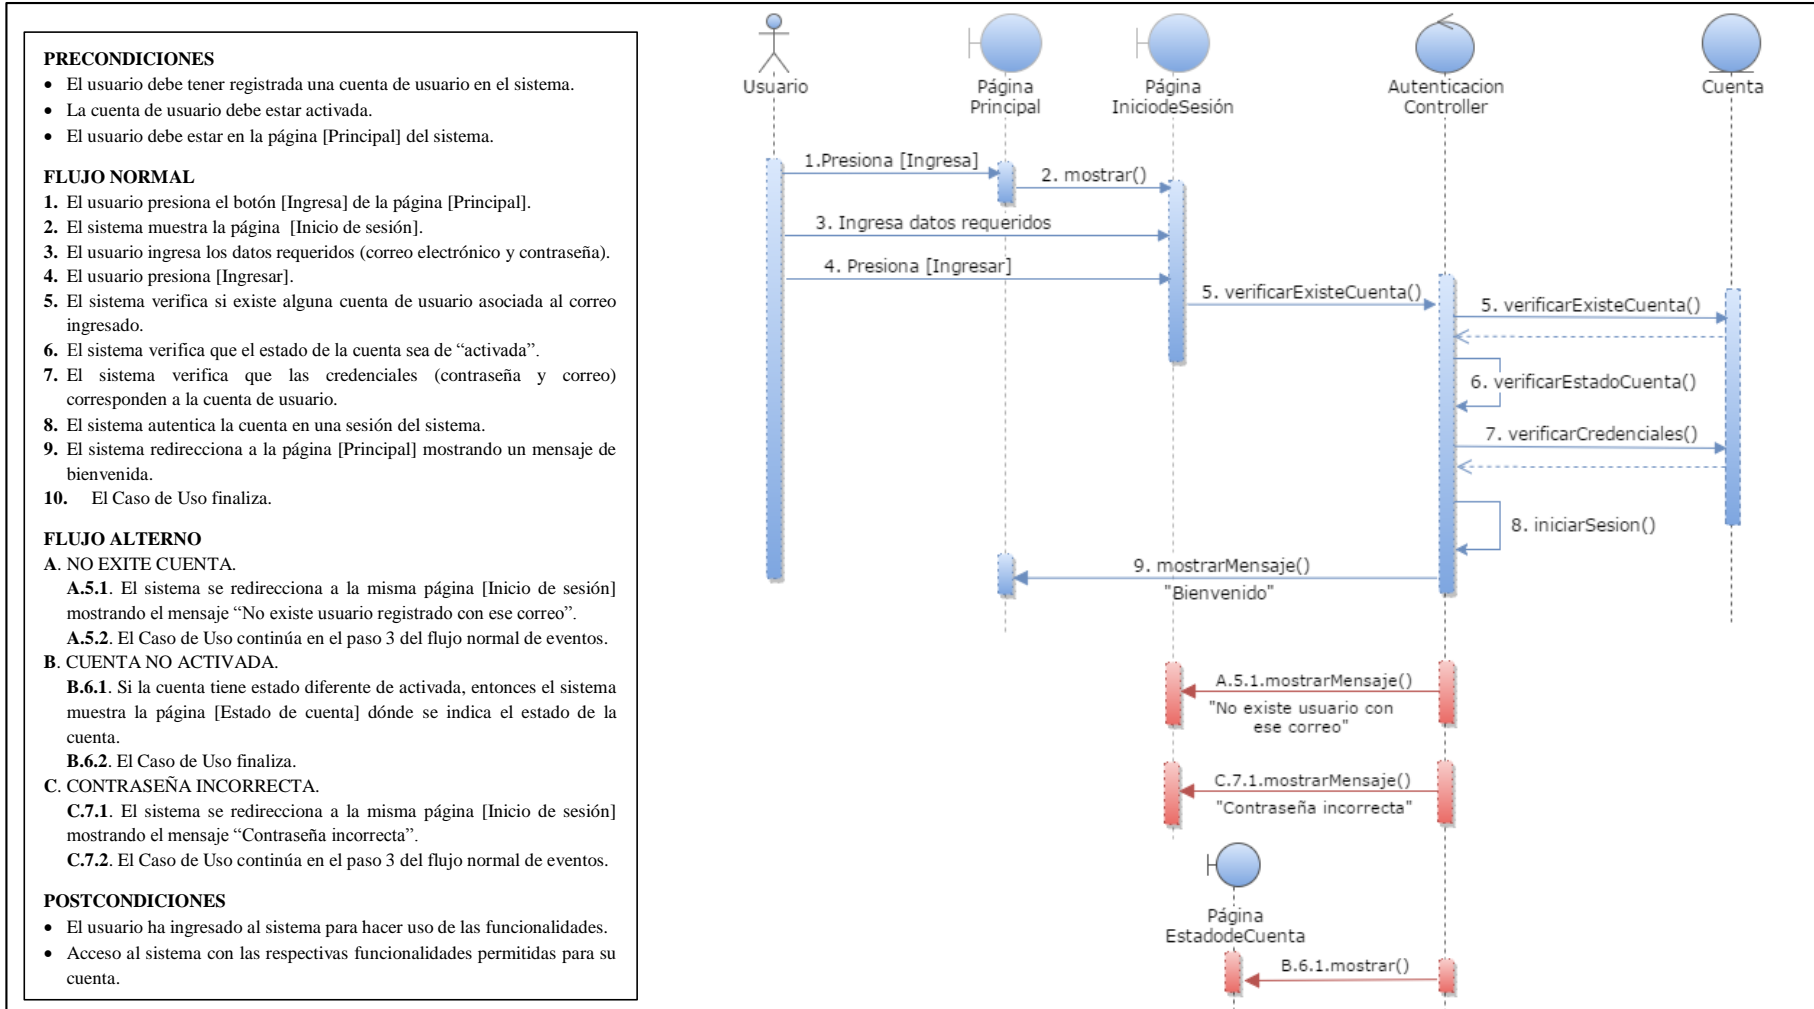 PRECONDICIONES
• El usuario debe tener registrada una cuenta de usuario en el sistema.
• La cuenta de usuario debe estar activada.
• El usuario debe estar en la página [Principal] del sistema.
FLUJO NORMAL
1. El usuario presiona el botón [Ingresa] de la página [Principal].
2. El sistema muestra la página [Inicio de sesión].
3. El usuario ingresa los datos requeridos (correo electrónico y contraseña).
4. El usuario presiona [Ingresar].
5. El sistema verifica si existe alguna cuenta de usuario asociada al correo
ingresado.
6. El sistema verifica que el estado de la cuenta sea de “activada”.
7. El sistema verifica que las credenciales (contraseña y correo)
corresponden a la cuenta de usuario.
8. El sistema autentica la cuenta en una sesión del sistema.
9. El sistema redirecciona a la página [Principal] mostrando un mensaje de
bienvenida.
10. El Caso de Uso finaliza.
FLUJO ALTERNO
A. NO EXITE CUENTA.
A.5.1. El sistema se redirecciona a la misma página [Inicio de sesión]
mostrando el mensaje “No existe usuario registrado con ese correo”.
A.5.2. El Caso de Uso continúa en el paso 3 del flujo normal de eventos.
B. CUENTA NO ACTIVADA.
B.6.1. Si la cuenta tiene estado diferente de activada, entonces el sistema
muestra la página [Estado de cuenta] dónde se indica el estado de la
cuenta.
B.6.2. El Caso de Uso finaliza.
C. CONTRASEÑA INCORRECTA.
C.7.1. El sistema se redirecciona a la misma página [Inicio de sesión]
mostrando el mensaje “Contraseña incorrecta”.
C.7.2. El Caso de Uso continúa en el paso 3 del flujo normal de eventos.
POSTCONDICIONES
• El usuario ha ingresado al sistema para hacer uso de las funcionalidades.
• Acceso al sistema con las respectivas funcionalidades permitidas para su
cuenta.
Usuario
Página
Principal
Página
IniciodeSesión
Autenticacion
Controller
Cuenta
1.Presiona [Ingresa]
2. mostrar()
3. Ingresa datos requeridos
4. Presiona [Ingresar]
5. verificarExisteCuenta()
5. verificarExisteCuenta()
6. verificarEstadoCuenta()
7. verificarCredenciales()
8. iniciarSesion()
9. mostrarMensaje()
"Bienvenido"
A.5.1.mostrarMensaje()
"No existe usuario con
ese correo"
C.7.1.mostrarMensaje()
"Contraseña incorrecta"
Página
EstadodeCuenta
B.6.1.mostrar()